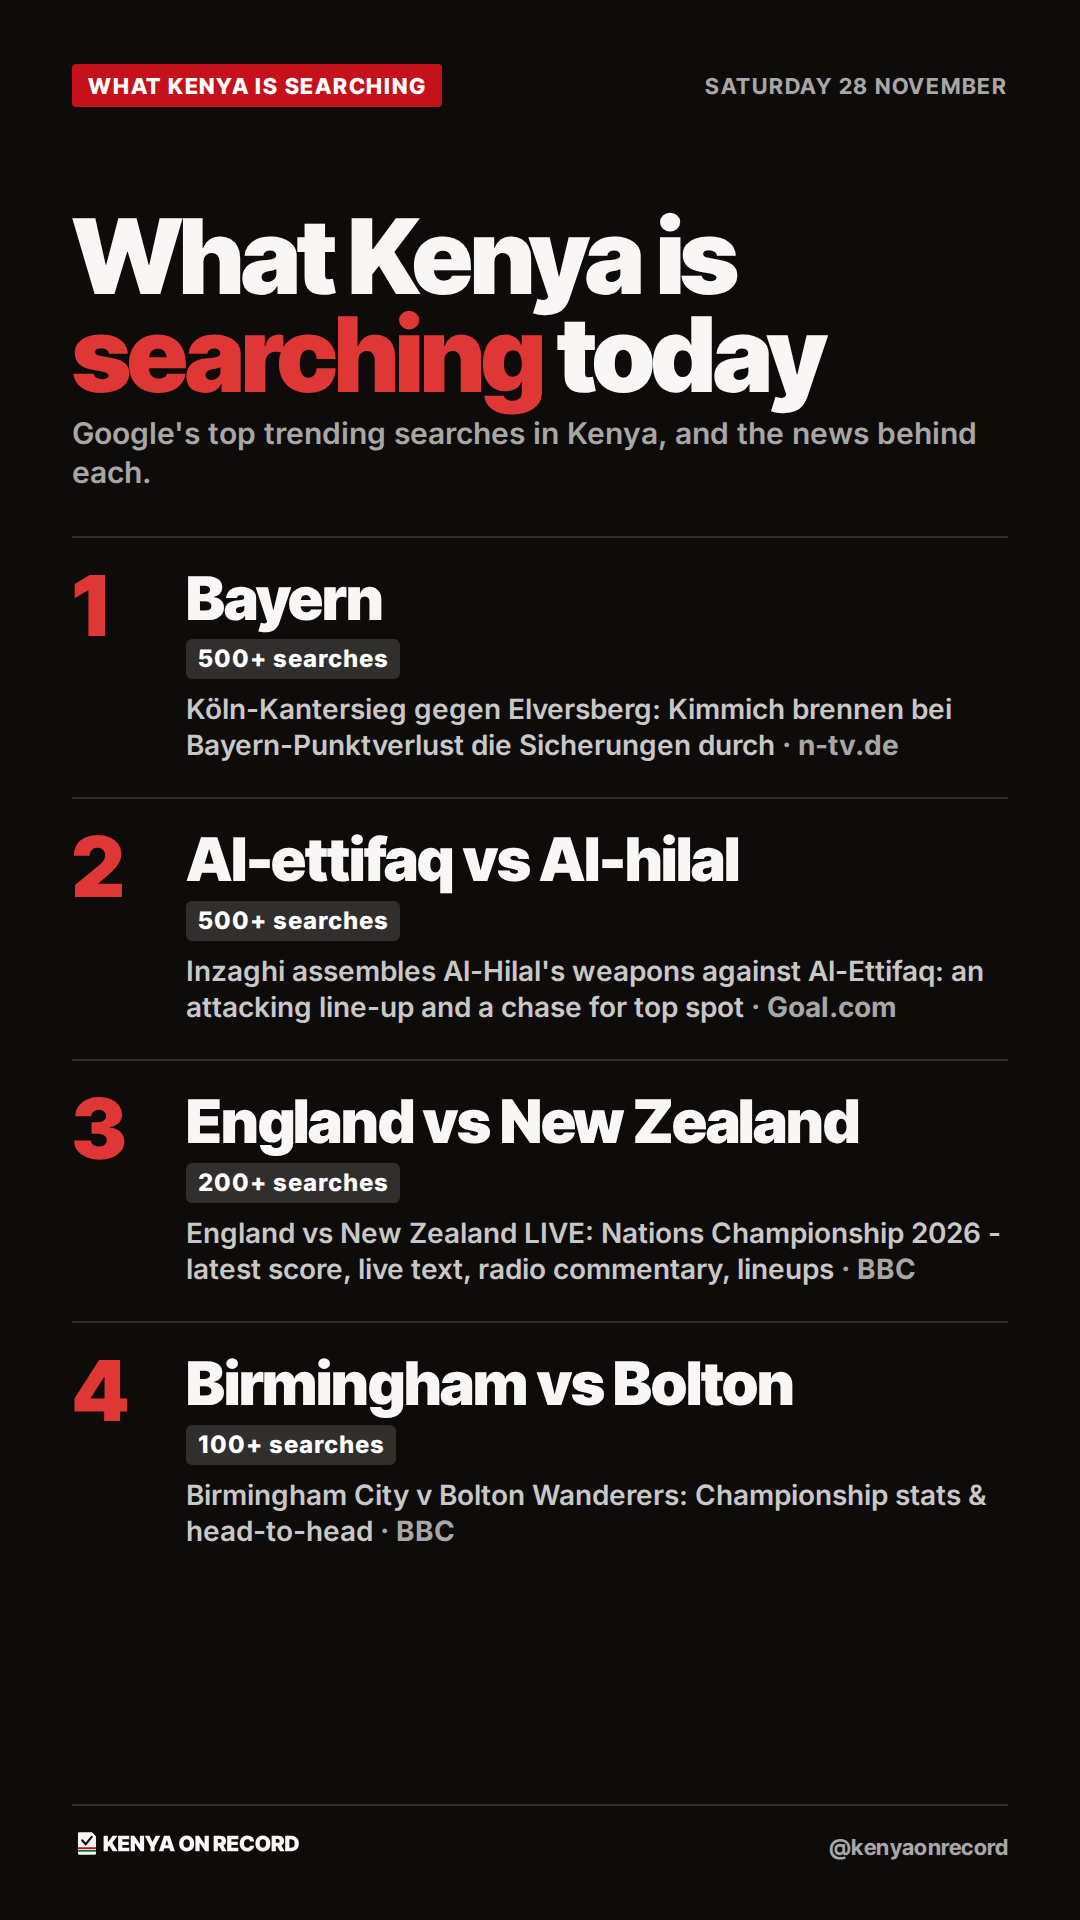 WHAT KENYA IS SEARCHING
SATURDAY 28 NOVEMBER
What Kenya is
searching today
Google's top trending searches in Kenya, and the news behind
each.
1
Bayern
500+ searches
Köln-Kantersieg gegen Elversberg: Kimmich brennen bei
Bayern-Punktverlust die Sicherungen durch · n-tv.de
2
Al-ettifaq vs Al-hilal
500+ searches
Inzaghi assembles Al-Hilal's weapons against Al-Ettifaq: an
attacking line-up and a chase for top spot · Goal.com
3
England vs New Zealand
200+ searches
England vs New Zealand LIVE: Nations Championship 2026 -
latest score, live text, radio commentary, lineups · BBC
4
Birmingham vs Bolton
100+ searches
Birmingham City v Bolton Wanderers: Championship stats &
head-to-head · BBC
KENYA ON RECORD
@kenyaonrecord